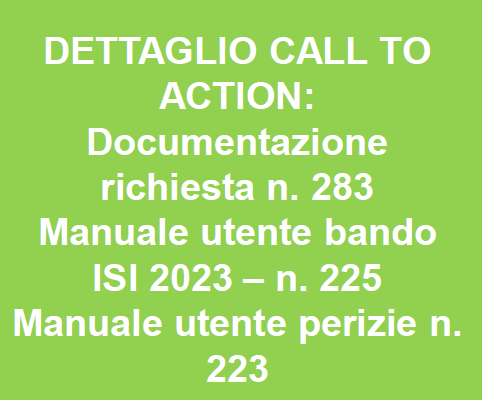 DETTAGLIO CALL TO
ACTION:
Documentazione
richiesta n. 283
Manuale utente bando
ISI 2023 – n. 225
Manuale utente perizie n.
223